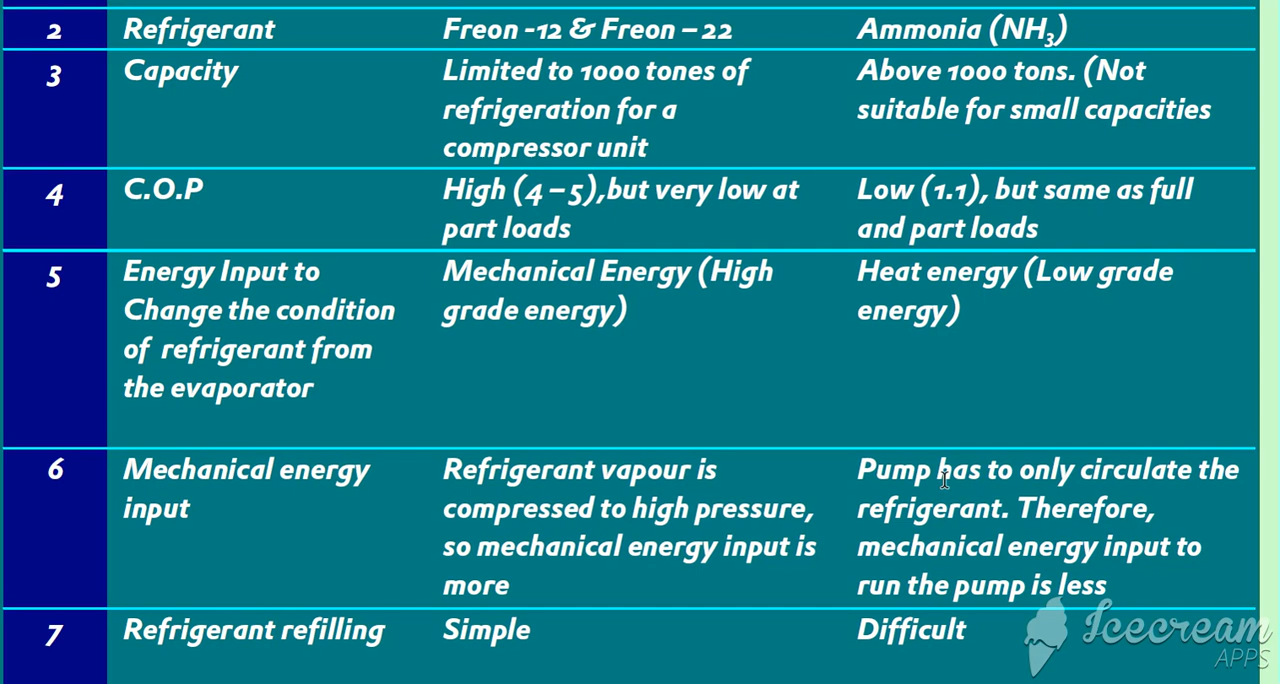 2 Refrigerant Freon -12 & Freon – 22 Ammonia (NH₃)
3 Capacity Limited to 1000 tones of Above 1000 tons. (Not
refrigeration for a suitable for small capacities
compressor unit
4 C.O.P High (4 – 5),but very low at Low (1.1), but same as full
part loads and part loads
5 Energy Input to Mechanical Energy (High Heat energy (Low grade
Change the condition grade energy) energy)
of refrigerant from
the evaporator
6 Mechanical energy Refrigerant vapour is Pump has to only circulate the
input compressed to high pressure, refrigerant. Therefore,
so mechanical energy input is mechanical energy input to
more run the pump is less
7 Refrigerant refilling Simple Difficult
Icecream
APPS